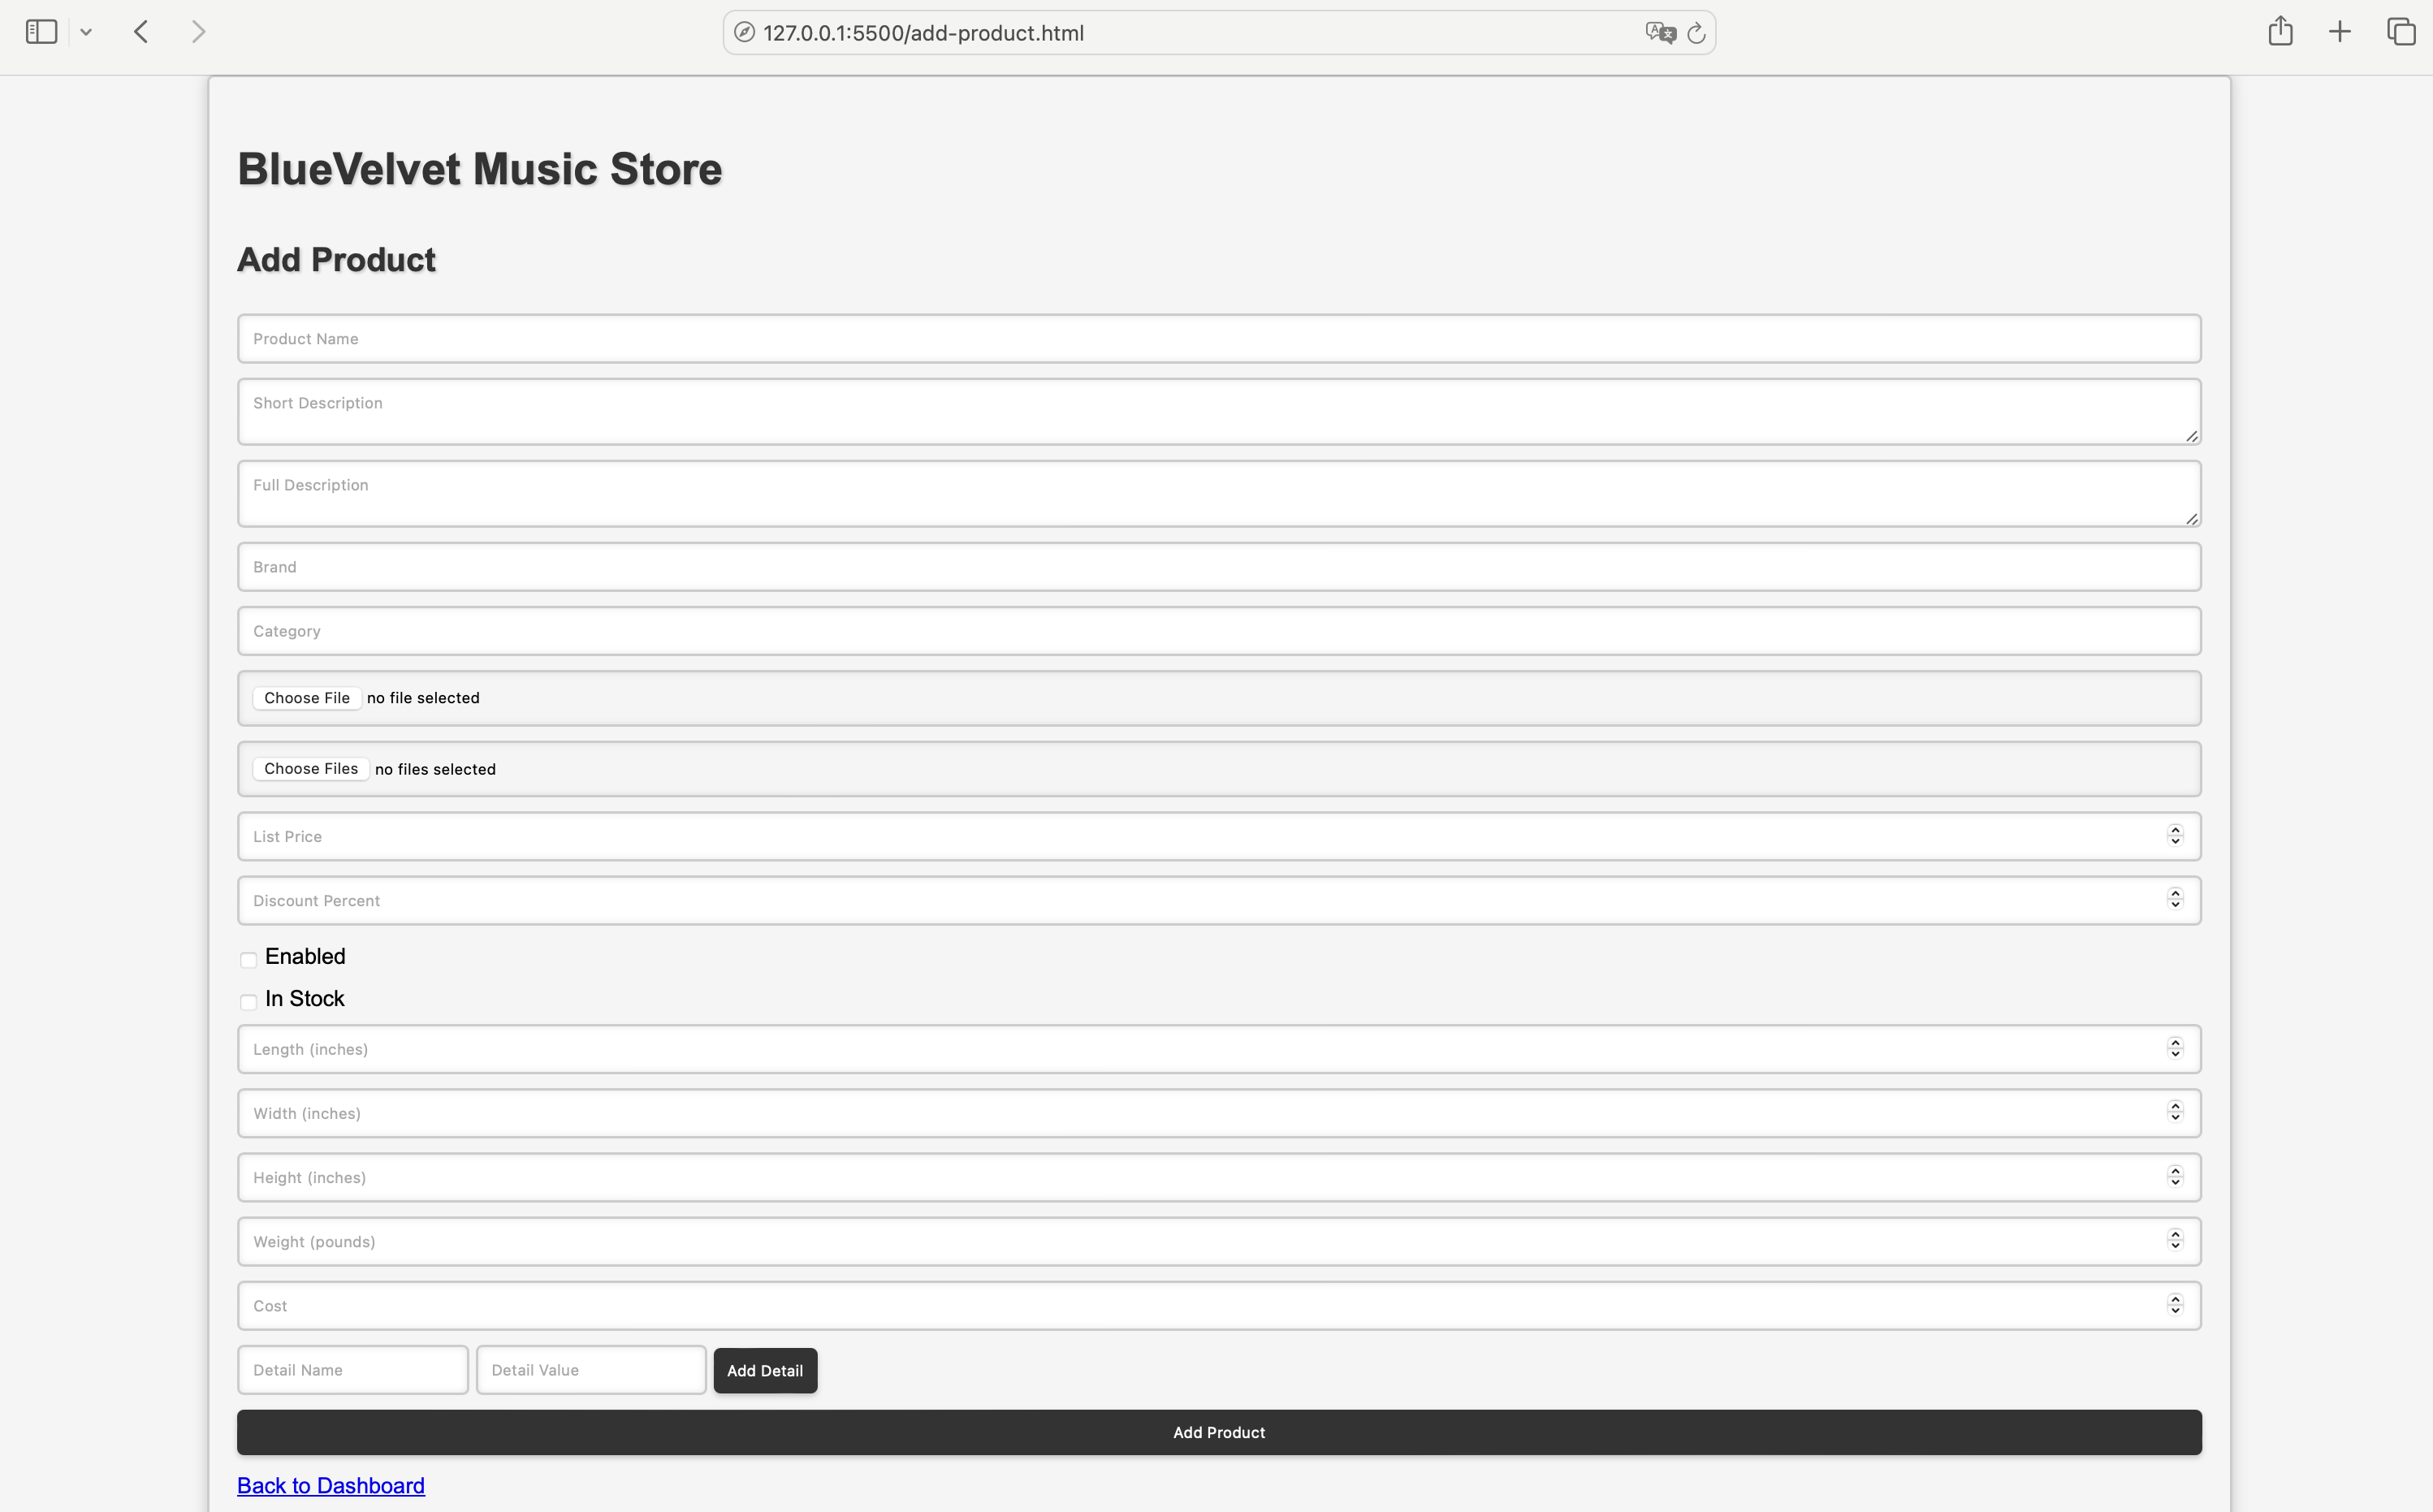 127.0.0.1:5500/add-product.html
BlueVelvet Music Store
Add Product
Product Name
Short Description
Full Description
Brand
Category
Choose File no file selected
Choose Files no files selected
List Price
Discount Percent
Enabled
In Stock
Length (inches)
Width (inches)
Height (inches)
Weight (pounds)
Cost
Detail Name Detail Value Add Detail
Add Product
Back to Dashboard